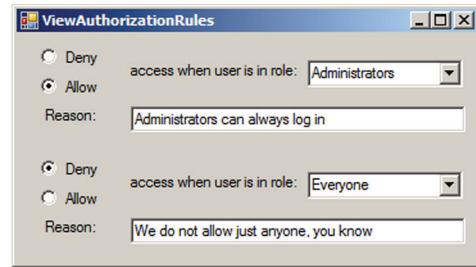 ViewAuthorizationRules
Deny
access when user is in role: Administrators
Allow
Reason: Administrators can always log in
Deny
access when user is in role: Everyone
Allow
Reason: We do not allow just anyone, you know